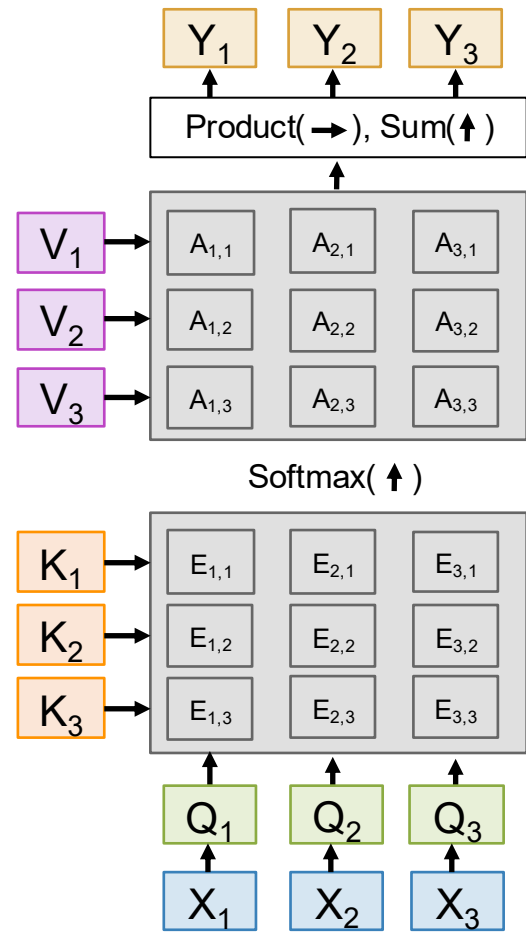 Y1 Y2 Y3
Product(→), Sum(↑)
V1 A1,1 A2,1 A3,1
V2 A1,2 A2,2 A3,2
V3 A1,3 A2,3 A3,3
Softmax(↑)
K1 E1,1 E2,1 E3,1
K2 E1,2 E2,2 E3,2
K3 E1,3 E2,3 E3,3
Q1 Q2 Q3
X1 X2 X3